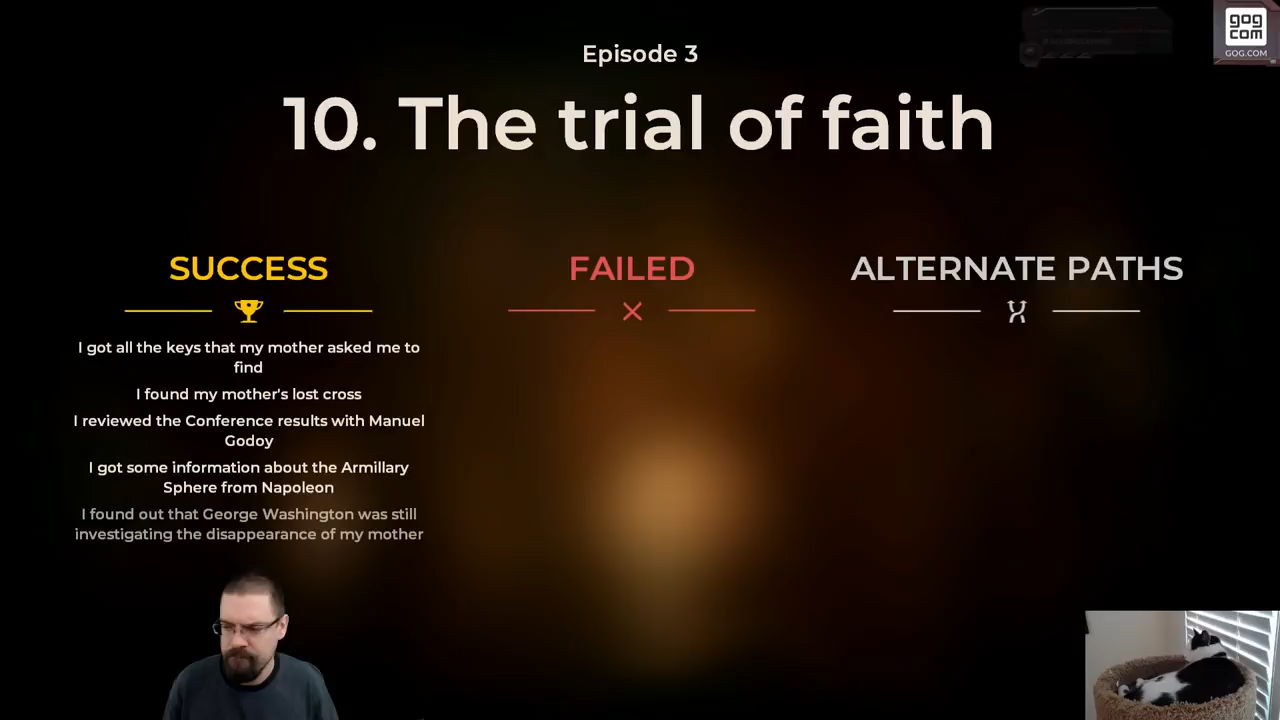 gog
com
GOG.COM
Episode 3
10. The trial of faith
SUCCESS
FAILED
ALTERNATE PATHS
I got all the keys that my mother asked me to
find
I found my mother's lost cross
I reviewed the Conference results with Manuel
Godoy
I got some information about the Armillary
Sphere from Napoleon
I found out that George Washington was still
investigating the disappearance of my mother